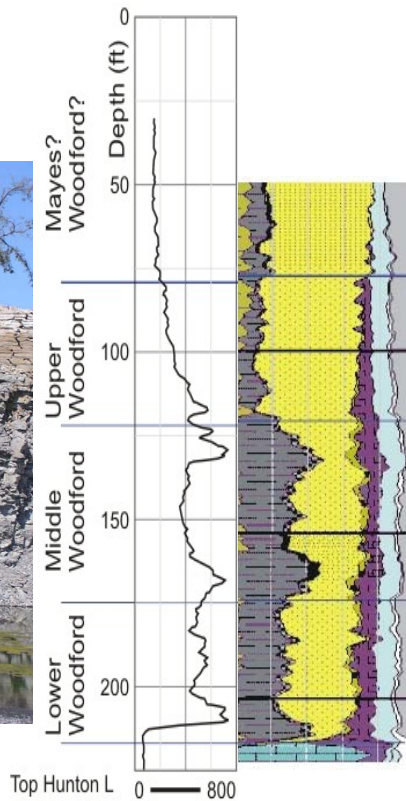 0
Depth (ft)
Mayes?
Woodford?
50
100
Upper
Woodford
Middle
Woodford
150
Lower
Woodford
200
Top Hunton L
0 800